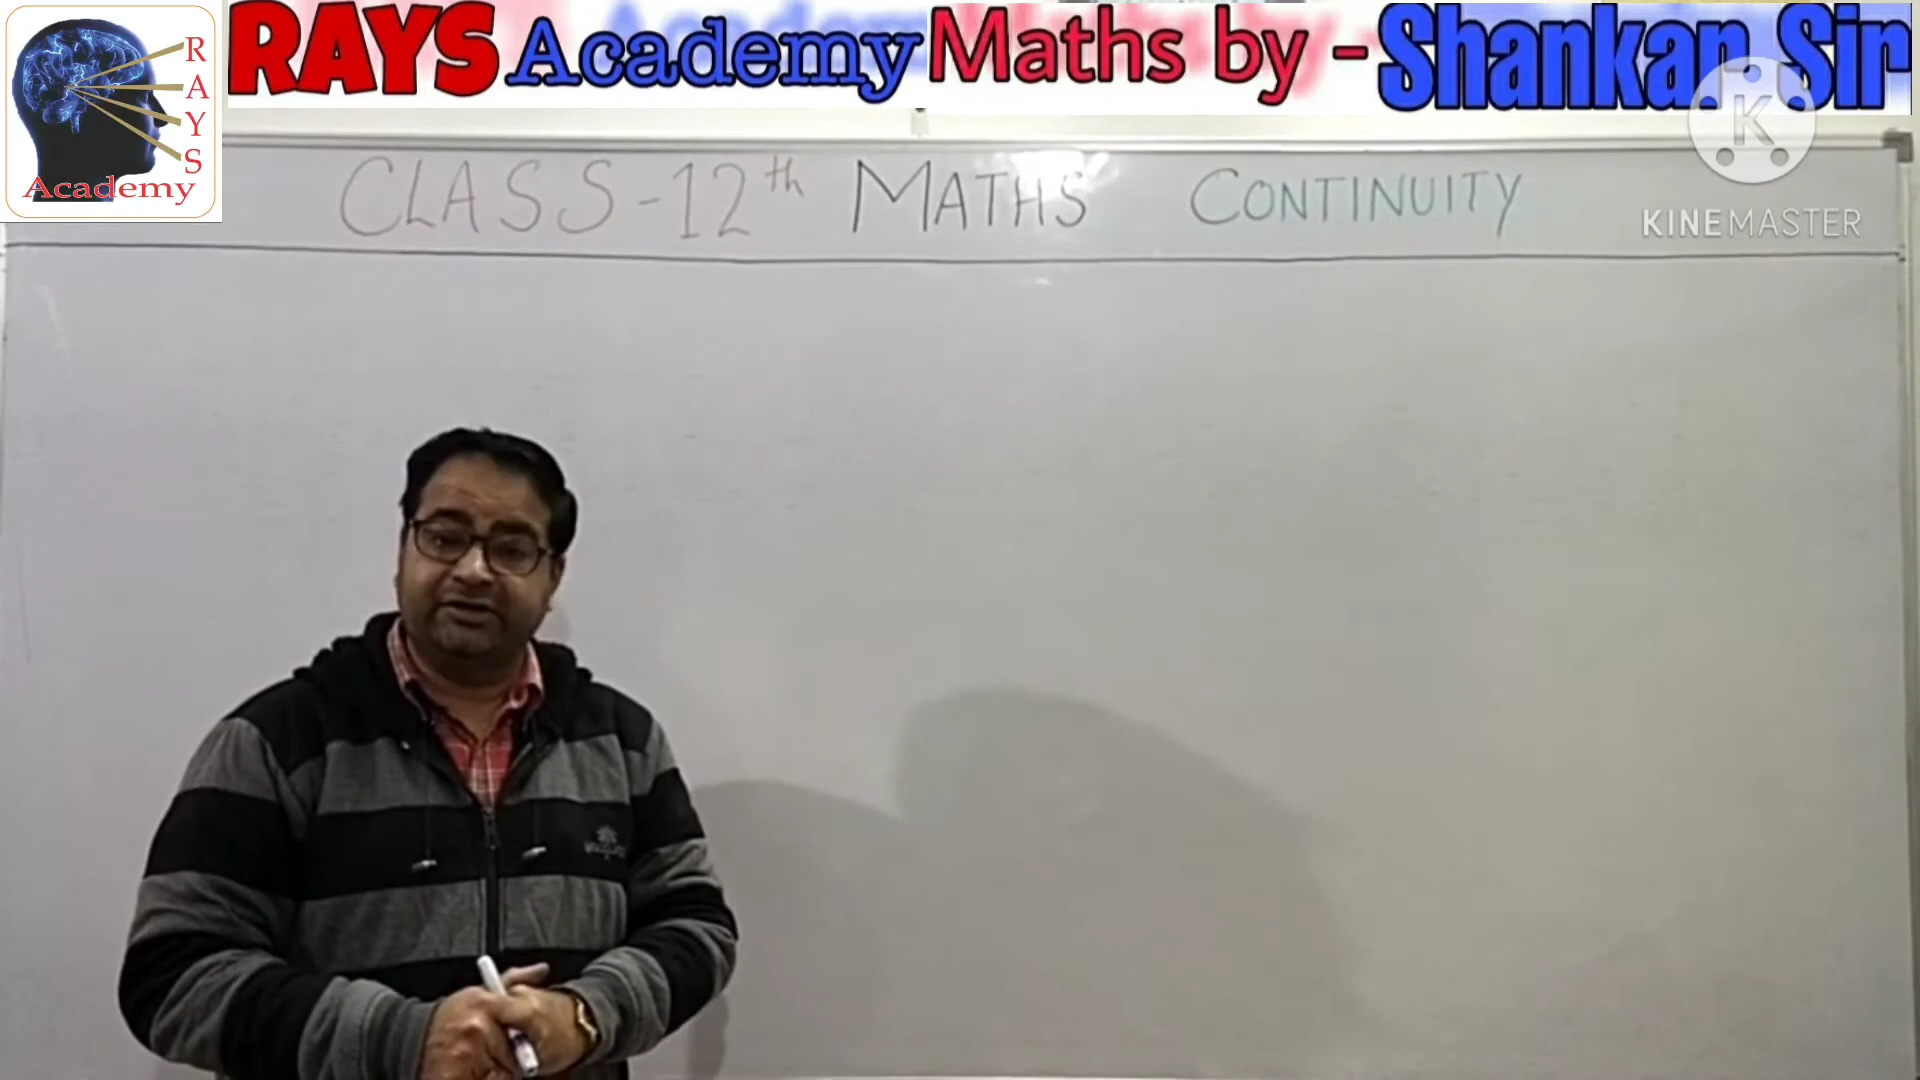 RAYS Academy Maths by - Shankar Sir
R
A
Y
S
Academy
K
KINEMASTER
CLASS-12th MATHS CONTINUITY